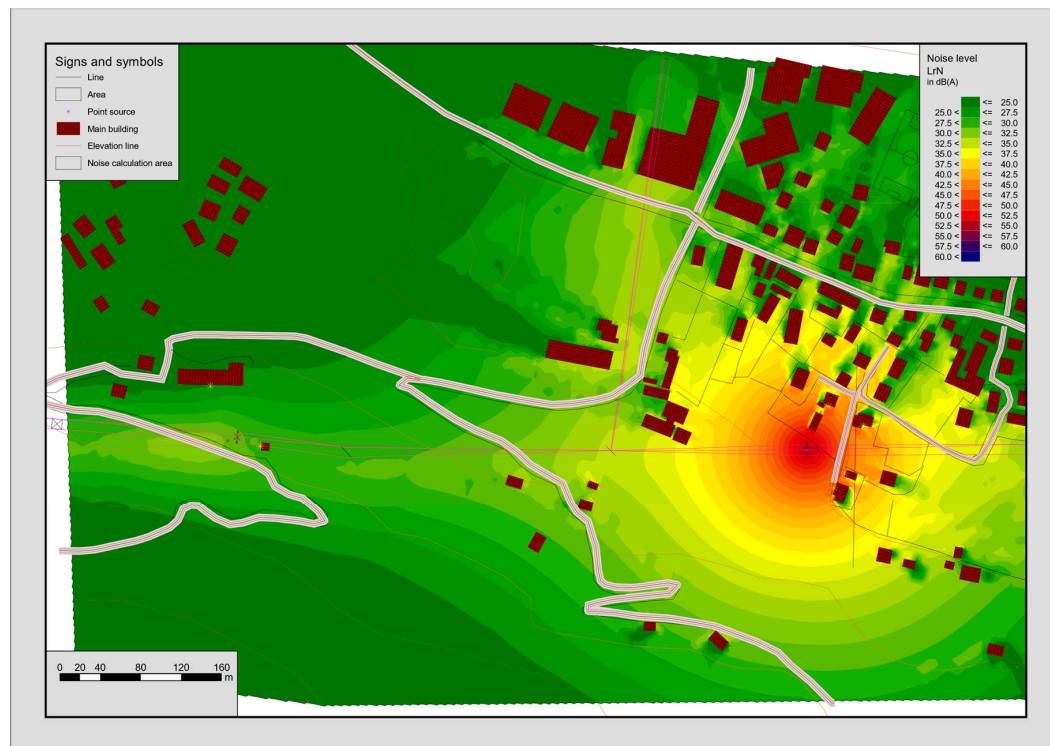 Signs and symbols
Line
Area
Point source
Main building
Elevation line
Noise calculation area
Noise level
LrN
in dB(A)
<= 25.0
25.0 < <= 27.5
27.5 < <= 30.0
30.0 < <= 32.5
32.5 < <= 35.0
35.0 < <= 37.5
37.5 < <= 40.0
40.0 < <= 42.5
42.5 < <= 45.0
45.0 < <= 47.5
47.5 < <= 50.0
50.0 < <= 52.5
52.5 < <= 55.0
55.0 < <= 57.5
57.5 < <= 60.0
60.0 <
0 20 40 80 120 160
m